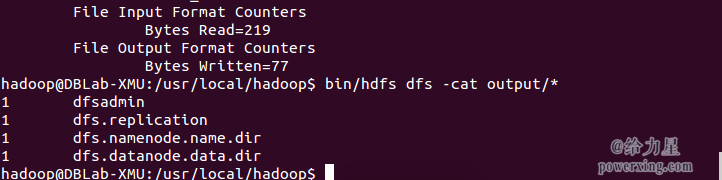 File Input Format Counters
Bytes Read=219
File Output Format Counters
Bytes Written=77
hadoop@DBLab-XMU:/usr/local/hadoop$ bin/hdfs dfs -cat output/*
1 dfsadmin
1 dfs.replication
1 dfs.namenode.name.dir
1 dfs.datanode.data.dir
hadoop@DBLab-XMU:/usr/local/hadoop$
@给力星
powerxing.com